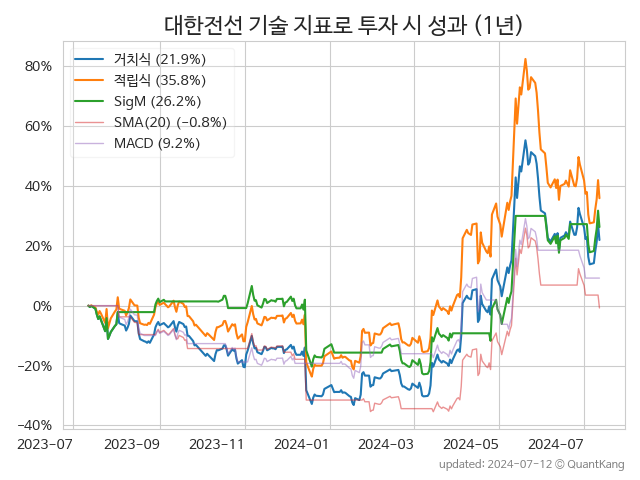 대한전선 기술 지표로 투자 시 성과 (1년)
거치식 (21.9%)
적립식 (35.8%)
SigM (26.2%)
SMA(20) (−0.8%)
MACD (9.2%)
80%
60%
40%
20%
0%
−20%
−40%
2023-07 2023-09 2023-11 2024-01 2024-03 2024-05 2024-07
updated: 2024-07-12 © QuantKang